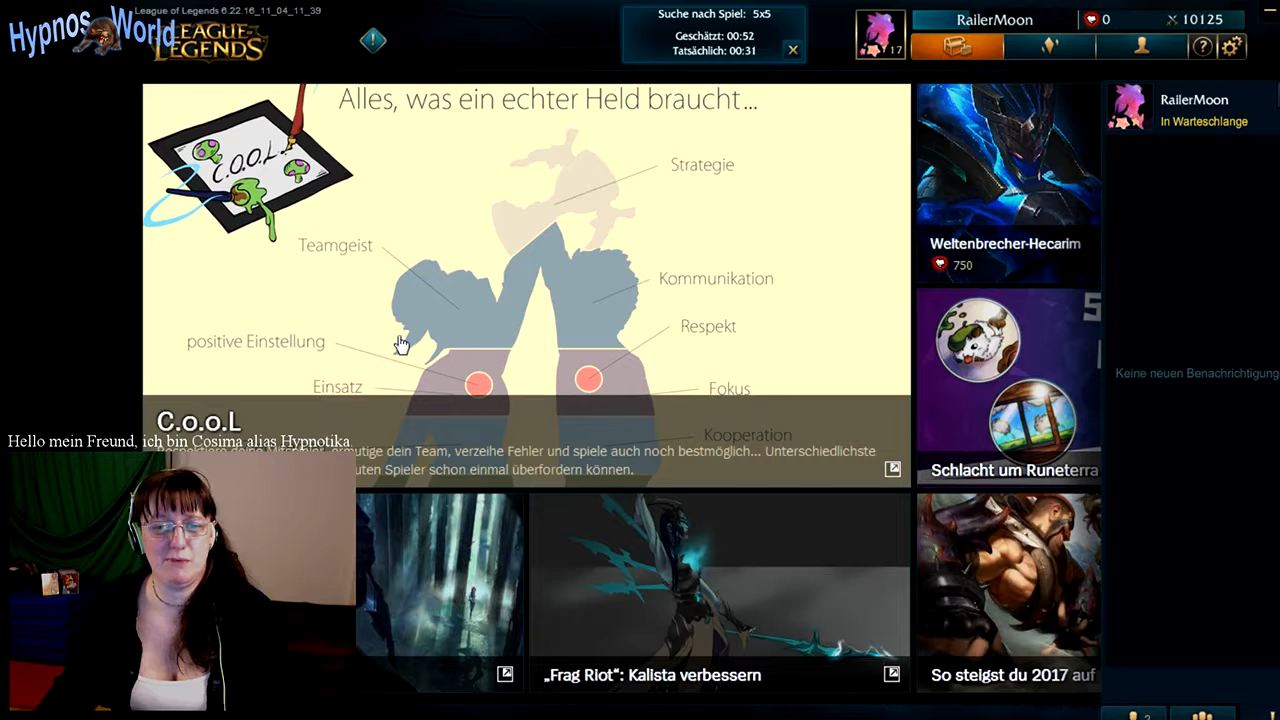 League of Legends 6.22.16_11_04_11_39
Hypnos World
LEAGUE OF LEGENDS
Suche nach Spiel: 5x5
Geschätzt: 00:52
Tatsächlich: 00:31
17
RailerMoon
0
10125
RailerMoon
In Warteschlange
Keine neuen Benachrichtigung
Alles, was ein echter Held braucht...
C.O.O.L.
Strategie
Teamgeist
Kommunikation
Respekt
positive Einstellung
Einsatz
Fokus
Kooperation
C.o.o.L
ermutige dein Team, verzeihe Fehler und spiele auch noch bestmöglich... Unterschiedlichste
uten Spieler schon einmal überfordern können.
Hello mein Freund, ich bin Cosima alias Hypnotika.
Weltenbrecher-Hecarim
750
Schlacht um Runeterra
„Frag Riot“: Kalista verbessern
So steigst du 2017 auf
2